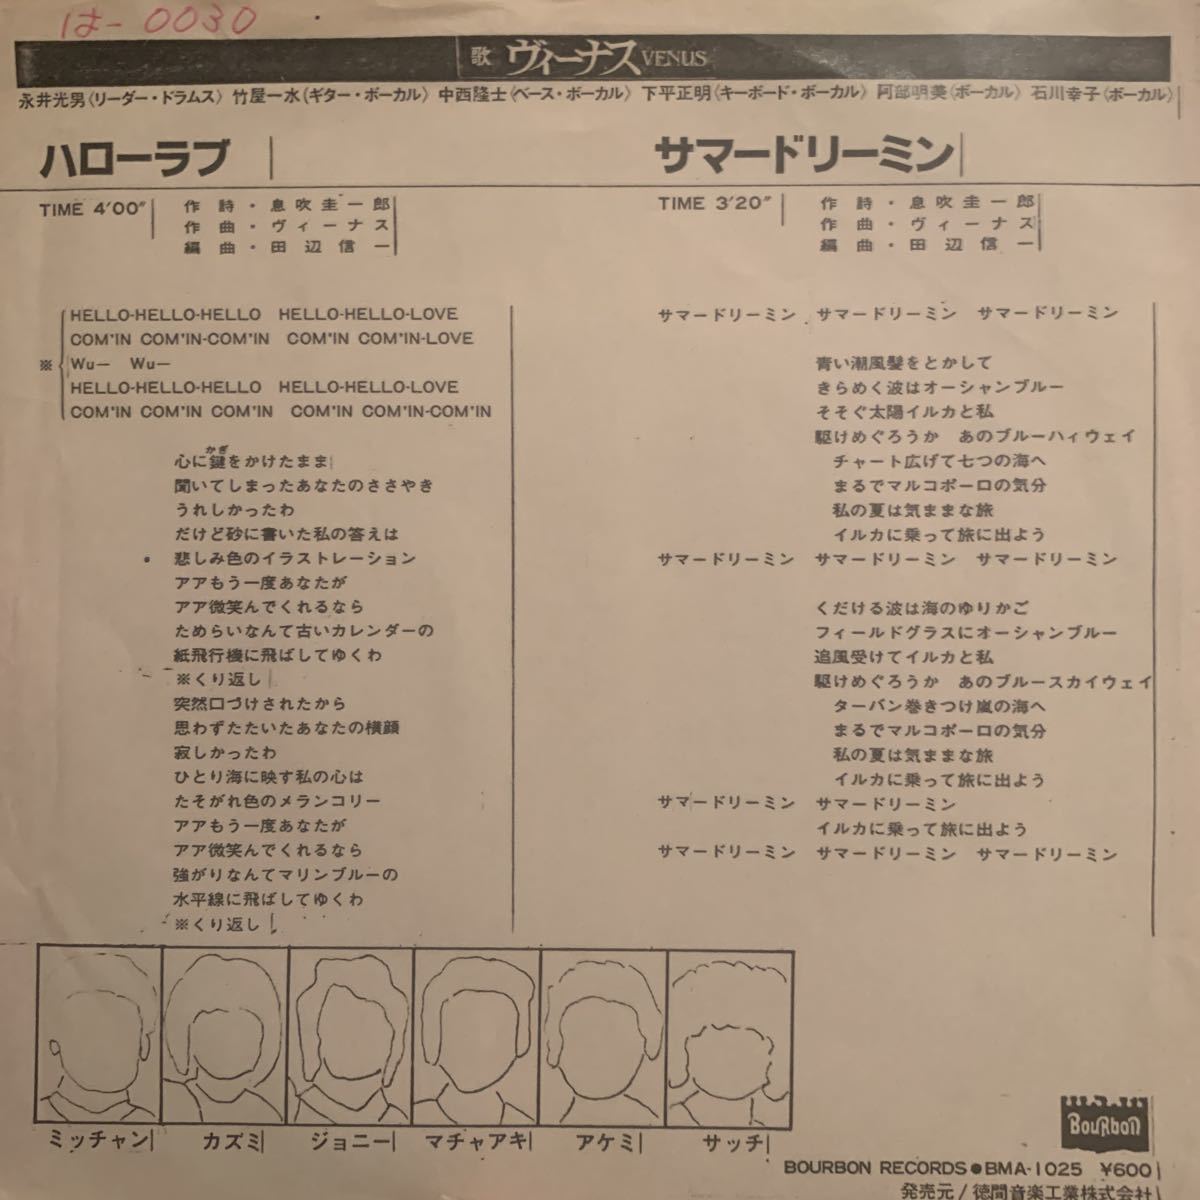 は-0030
歌 ヴィーナス VENUS
永井光男〈リーダー・ドラムス〉 竹屋一水〈ギター・ボーカル〉 中西隆士〈ベース・ボーカル〉 下平正明〈キーボード・ボーカル〉 阿部明美〈ボーカル〉 石川幸子〈ボーカル〉
ハローラブ
TIME 4'00"
作詩・息吹圭一郎
作曲・ヴィーナス
編曲・田辺信一
※
HELLO-HELLO-HELLO HELLO-HELLO-LOVE
COM'IN COM'IN-COM'IN COM'IN COM'IN-LOVE
Wuー Wuー
HELLO-HELLO-HELLO HELLO-HELLO-LOVE
COM'IN COM'IN COM'IN COM'IN COM'IN-COM'IN
かぎ
心に鍵をかけたまま
聞いてしまったあなたのささやき
うれしかったわ
だけど砂に書いた私の答えは
悲しみ色のイラストレーション
アアもう一度あなたが
アア微笑んでくれるなら
ためらいなんて古いカレンダーの
紙飛行機に飛ばしてゆくわ
※くり返し
突然口づけされたから
思わずたたいたあなたの横顔
寂しかったわ
ひとり海に映す私の心は
たそがれ色のメランコリー
アアもう一度あなたが
アア微笑んでくれるなら
強がりなんてマリンブルーの
水平線に飛ばしてゆくわ
※くり返し
サマードリーミン
TIME 3'20"
作詩・息吹圭一郎
作曲・ヴィーナス
編曲・田辺信一
サマードリーミン サマードリーミン サマードリーミン
青い潮風髪をとかして
きらめく波はオーシャンブルー
そそぐ太陽イルカと私
駆けめぐろうか あのブルーハィウェイ
チャート広げて七つの海へ
まるでマルコポーロの気分
私の夏は気ままな旅
イルカに乗って旅に出よう
サマードリーミン サマードリーミン サマードリーミン
くだける波は海のゆりかご
フィールドグラスにオーシャンブルー
追風受けてイルカと私
駆けめぐろうか あのブルースカイウェイ
ターバン巻きつけ嵐の海へ
まるでマルコポーロの気分
私の夏は気ままな旅
イルカに乗って旅に出よう
サマードリーミン サマードリーミン
イルカに乗って旅に出よう
サマードリーミン サマードリーミン サマードリーミン
ミッチャン カズミ ジョニー マチャアキ アケミ サッチ
BouRbon
BOURBON RECORDS●BMA-1025 ¥600
発売元/徳間音楽工業株式会社